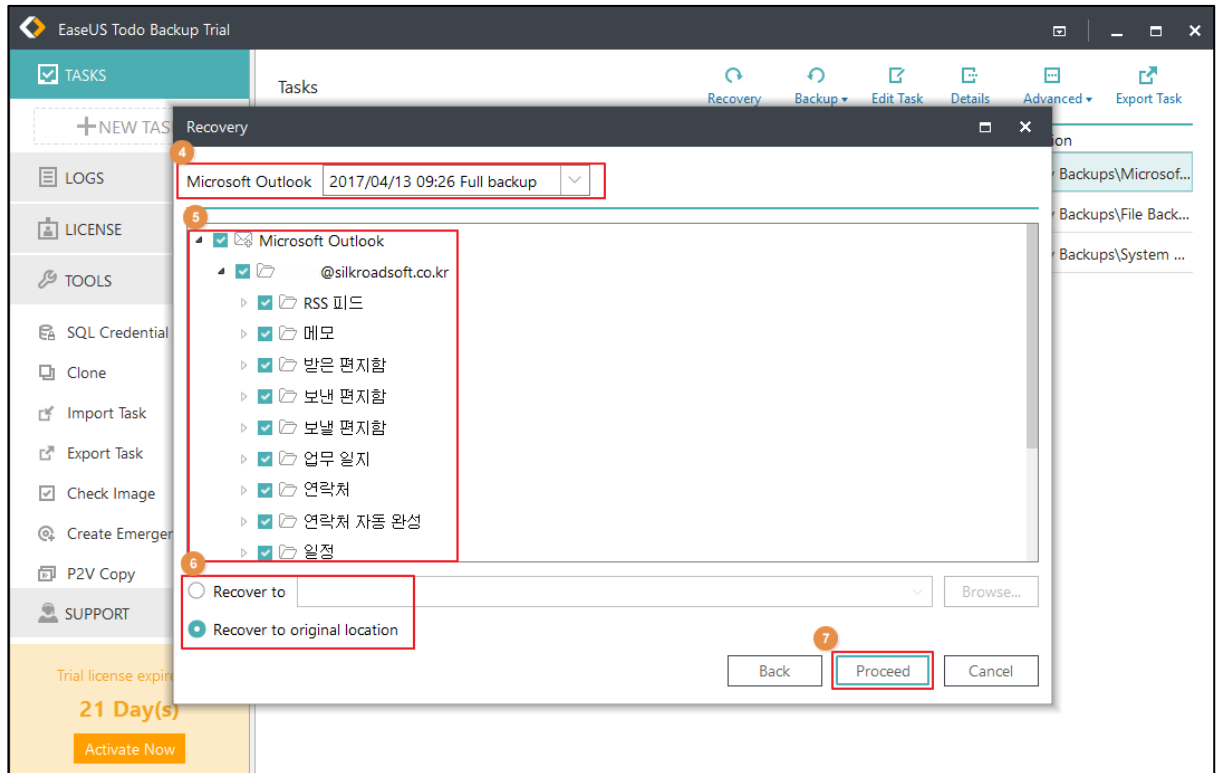 EaseUS Todo Backup Trial
TASKS
Tasks
Recovery
Backup
Edit Task
Details
Advanced
Export Task
NEW TAS
LOGS
LICENSE
TOOLS
SQL Credential
Clone
Import Task
Export Task
Check Image
Create Emerger
P2V Copy
SUPPORT
Trial license expire
21 Day(s)
Activate Now
ion
Backups\Microsof...
Backups\File Back...
Backups\System ...
Recovery
4
Microsoft Outlook 2017/04/13 09:26 Full backup
5
Microsoft Outlook
@silkroadsoft.co.kr
RSS 피드
메모
받은 편지함
보낸 편지함
보낼 편지함
업무 일지
연락처
연락처 자동 완성
일정
6
Recover to
Browse...
Recover to original location
7
Back
Proceed
Cancel